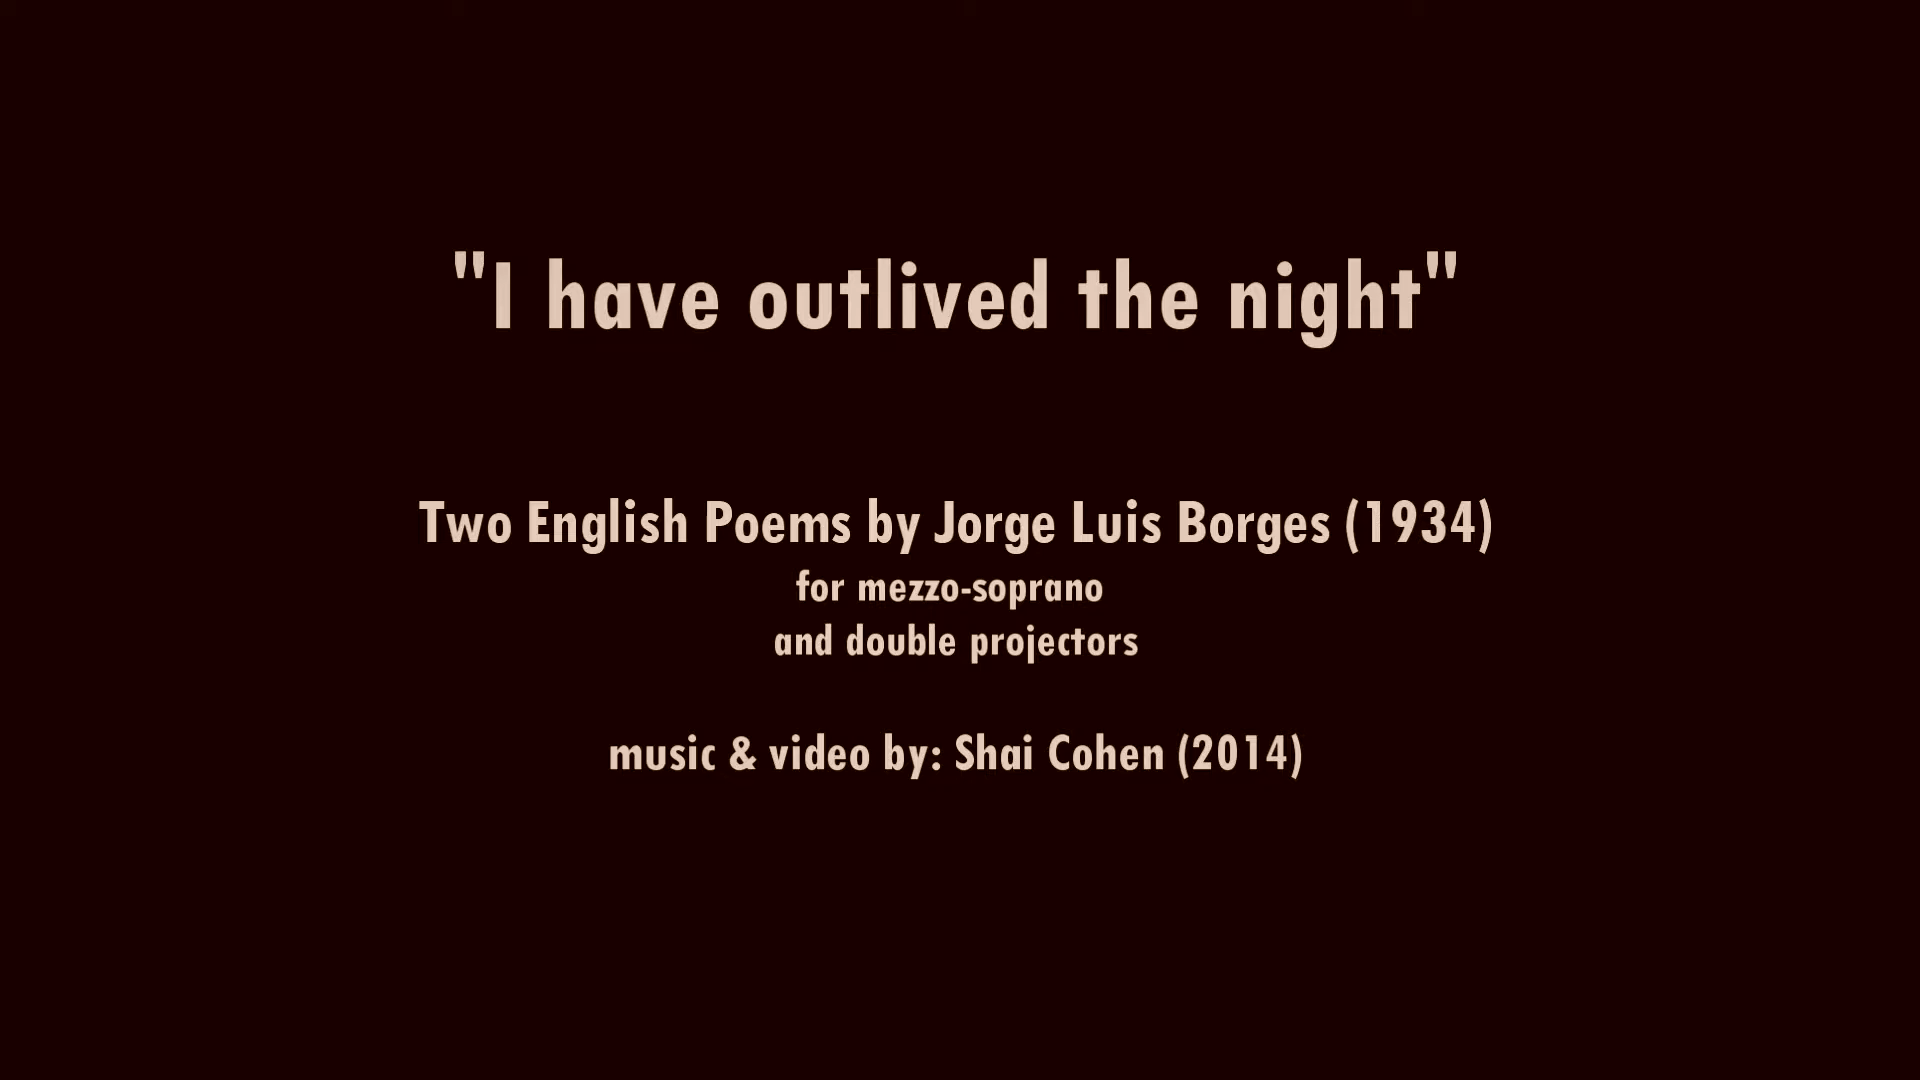 "I have outlived the night"
Two English Poems by Jorge Luis Borges (1934)
for mezzo-soprano
and double projectors
music & video by: Shai Cohen (2014)